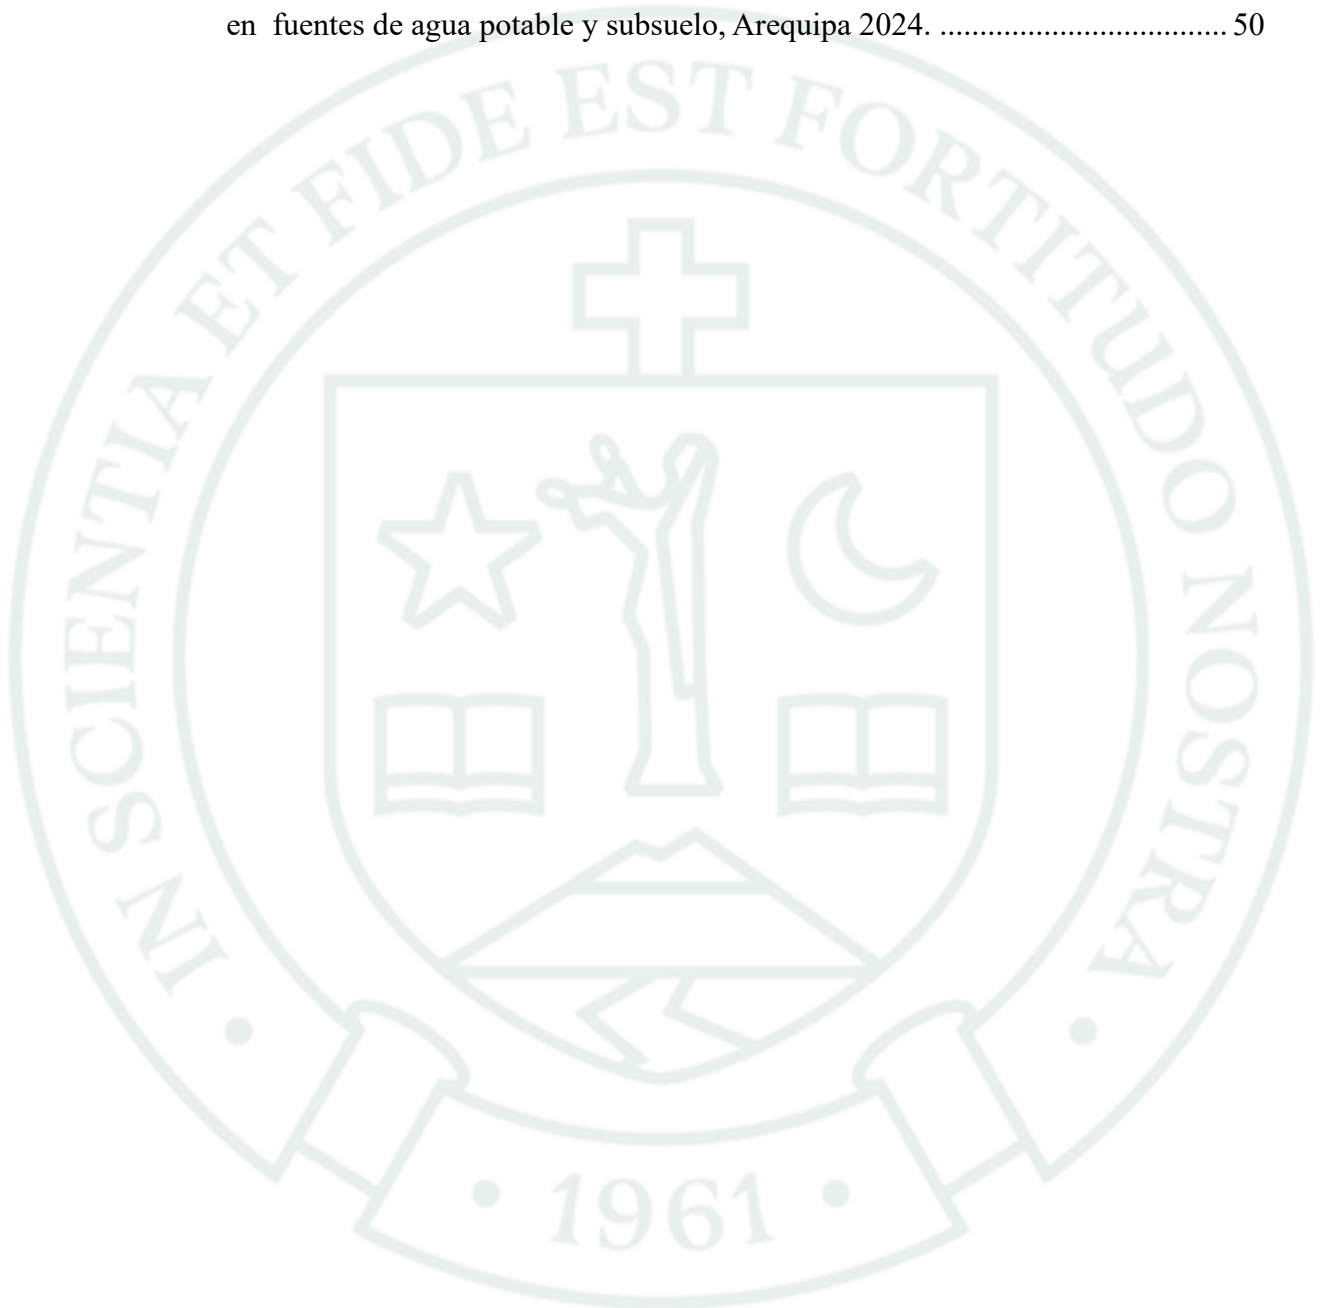 en  fuentes de agua potable y subsuelo, Arequipa 2024. .................................... 50
IN SCIENTIA ET FIDE EST FORTITUDO NOSTRA
• 1961 •